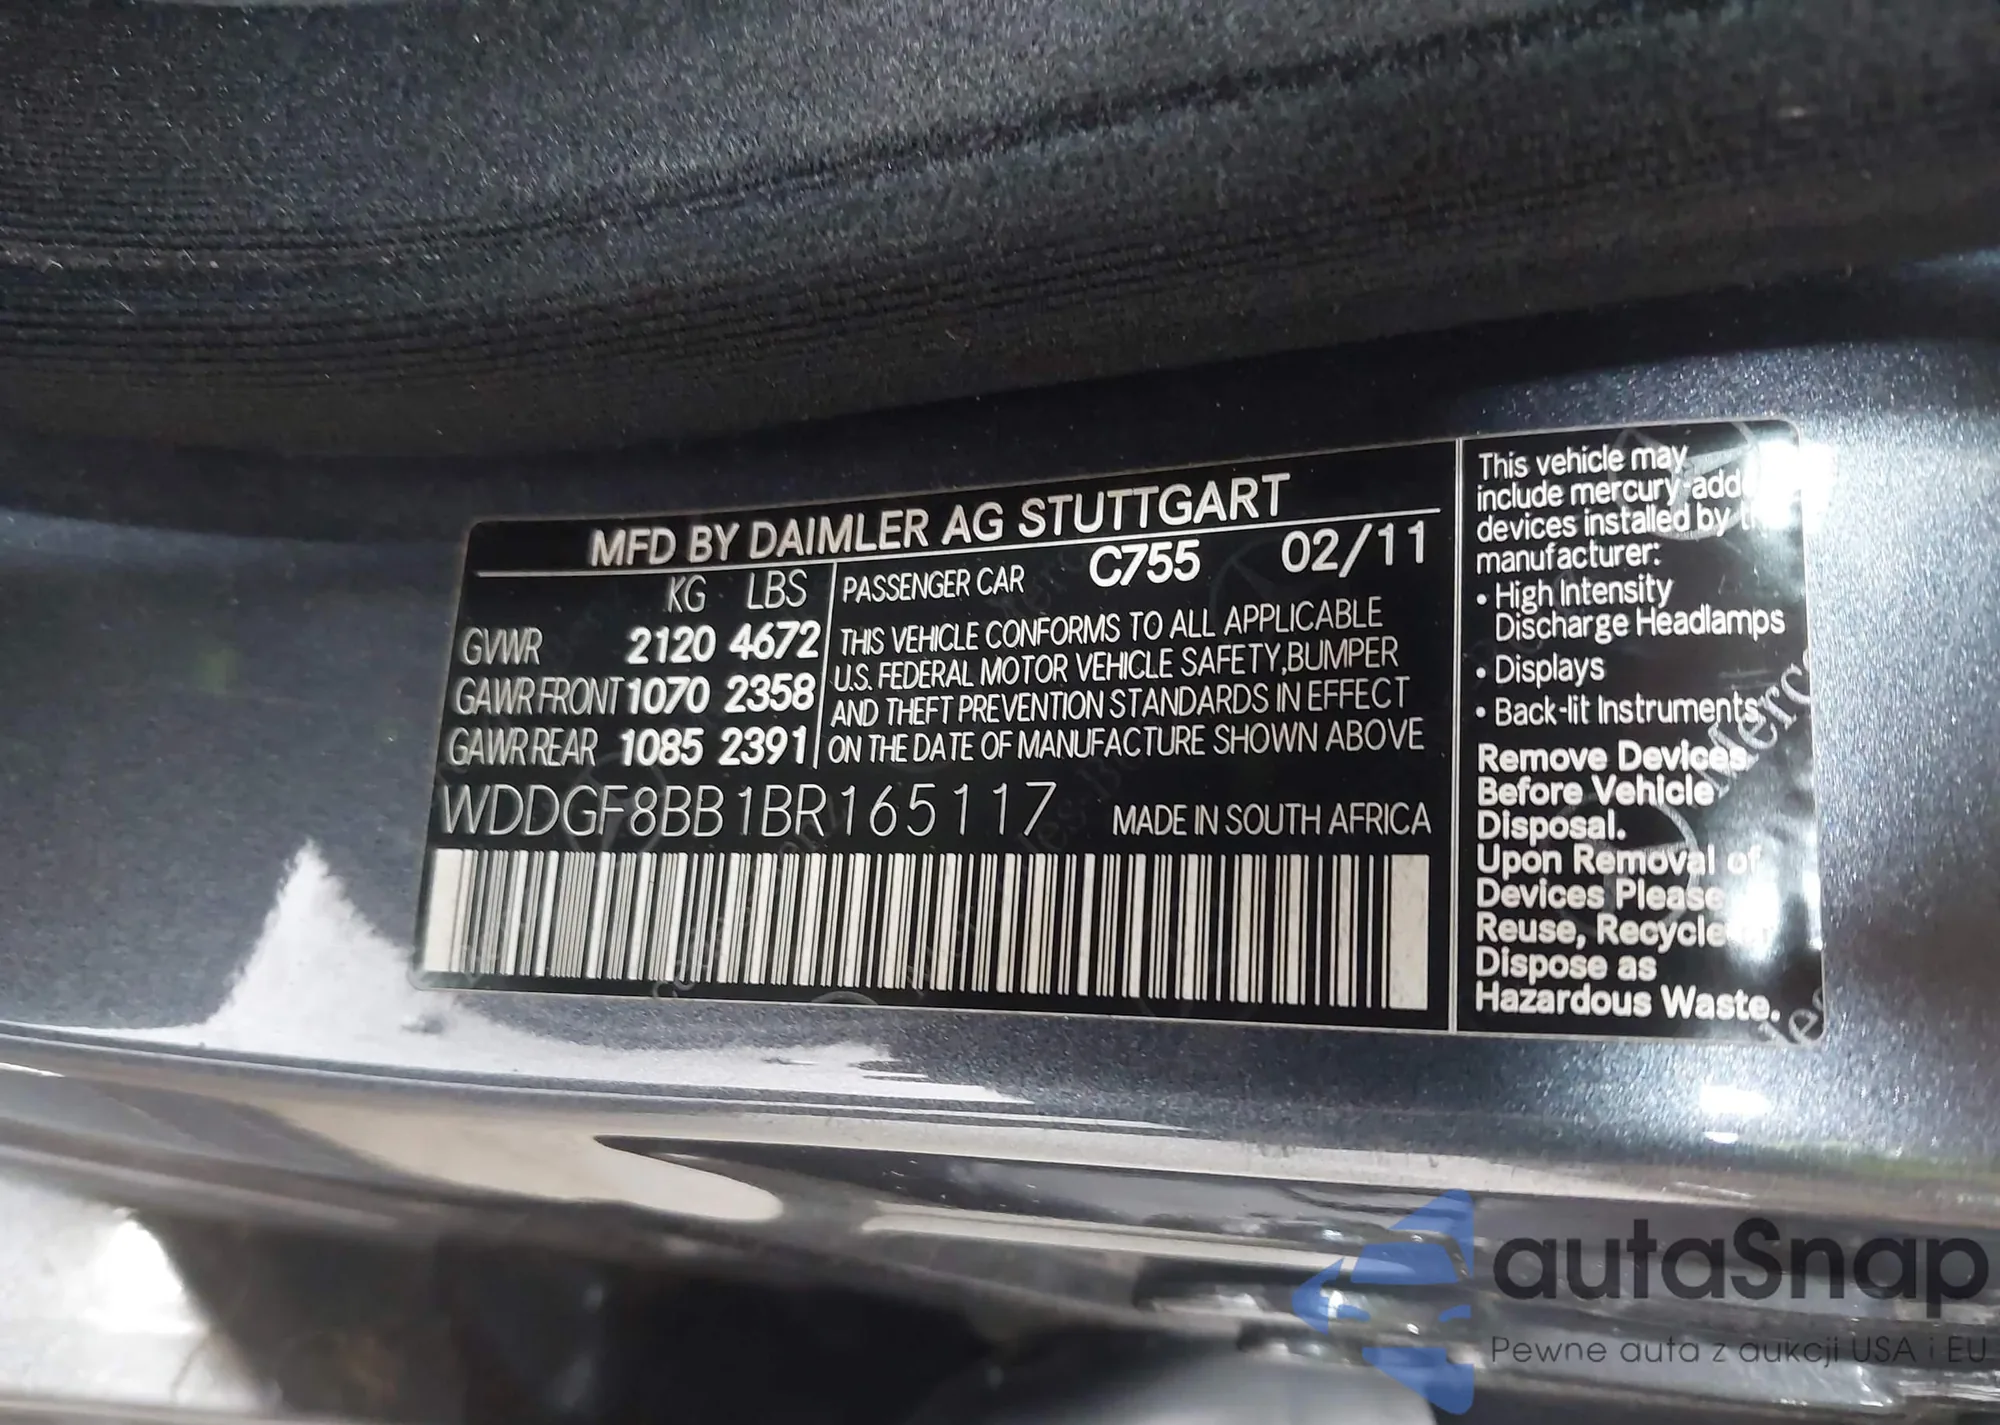 MFD BY DAIMLER AG STUTTGART
KG LBS
GVWR 2120 4672
GAWR FRONT 1070 2358
GAWR REAR 1085 2391
PASSENGER CAR C755 02/11
THIS VEHICLE CONFORMS TO ALL APPLICABLE
U.S. FEDERAL MOTOR VEHICLE SAFETY, BUMPER
AND THEFT PREVENTION STANDARDS IN EFFECT
ON THE DATE OF MANUFACTURE SHOWN ABOVE
WDDGF8BB1BR165117 MADE IN SOUTH AFRICA
This vehicle may
include mercury-add
devices installed by
manufacturer:
• High Intensity
Discharge Headlamps
• Displays
• Back-lit Instruments
Remove Devices
Before Vehicle
Disposal.
Upon Removal of
Devices Please
Reuse, Recycle
Dispose as
Hazardous Waste.
autaSnap
Pewne auta z aukcji USA i EU